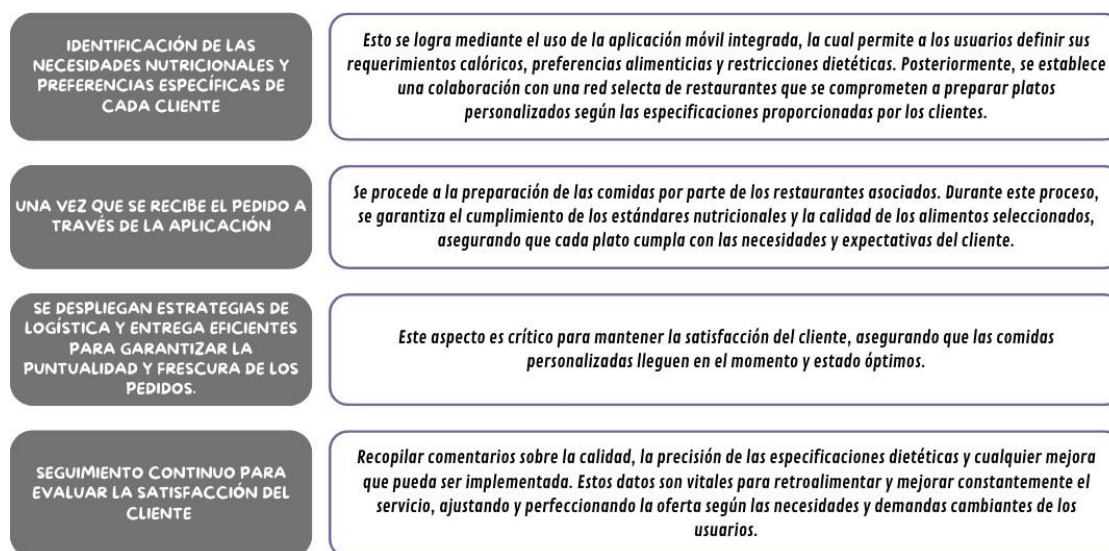 IDENTIFICACIÓN DE LAS
NECESIDADES NUTRICIONALES Y
PREFERENCIAS ESPECÍFICAS DE
CADA CLIENTE
Esto se logra mediante el uso de la aplicación móvil integrada, la cual permite a los usuarios definir sus
requerimientos calóricos, preferencias alimenticias y restricciones dietéticas. Posteriormente, se establece
una colaboración con una red selecta de restaurantes que se comprometen a preparar platos
personalizados según las especificaciones proporcionadas por los clientes.
UNA VEZ QUE SE RECIBE EL PEDIDO A
TRAVÉS DE LA APLICACIÓN
Se procede a la preparación de las comidas por parte de los restaurantes asociados. Durante este proceso,
se garantiza el cumplimiento de los estándares nutricionales y la calidad de los alimentos seleccionados,
asegurando que cada plato cumpla con las necesidades y expectativas del cliente.
SE DESPLIEGAN ESTRATEGIAS DE
LOGÍSTICA Y ENTREGA EFICIENTES
PARA GARANTIZAR LA
PUNTUALIDAD Y FRESCURA DE LOS
PEDIDOS.
Este aspecto es crítico para mantener la satisfacción del cliente, asegurando que las comidas
personalizadas lleguen en el momento y estado óptimos.
SEGUIMIENTO CONTINUO PARA
EVALUAR LA SATISFACCIÓN DEL
CLIENTE
Recopilar comentarios sobre la calidad, la precisión de las especificaciones dietéticas y cualquier mejora
que pueda ser implementada. Estos datos son vitales para retroalimentar y mejorar constantemente el
servicio, ajustando y perfeccionando la oferta según las necesidades y demandas cambiantes de los
usuarios.